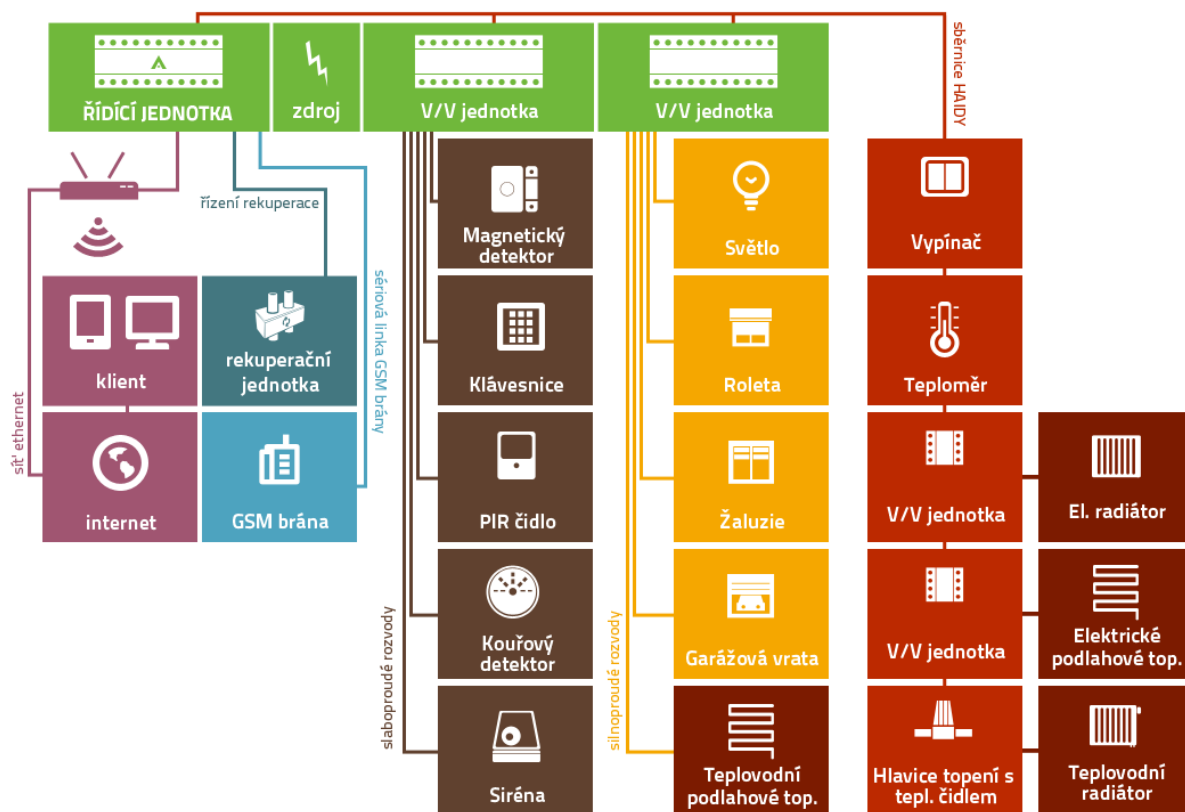 ŘÍDÍCÍ JEDNOTKA
zdroj
V/V jednotka
V/V jednotka
sběrnice HAIDY
řízení rekuperace
sériová linka GSM brány
síť ethernet
klient
rekuperační
jednotka
internet
GSM brána
slaboproudé rozvody
Magnetický
detektor
Klávesnice
PIR čidlo
Kouřový
detektor
Siréna
silnoproudé rozvody
Světlo
Roleta
Žaluzie
Garážová vrata
Teplovodní
podlahové top.
Vypínač
Teploměr
V/V jednotka
El. radiátor
V/V jednotka
Elektrické
podlahové top.
Hlavice topení s
tepl. čidlem
Teplovodní
radiátor